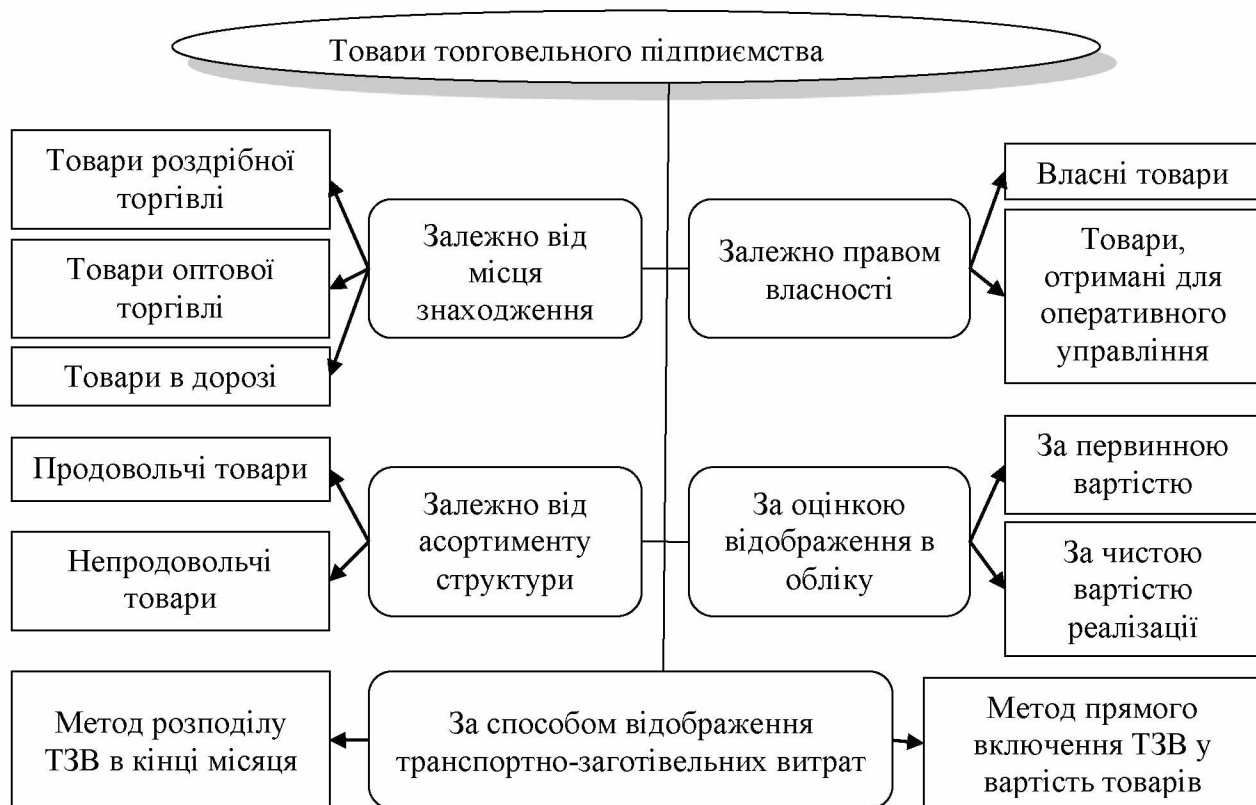 Товари торговельного підприємства
Товари роздрібної
торгівлі
Товари оптової
торгівлі
Товари в дорозі
Залежно від
місця
знаходження
Залежно правом
власності
Власні товари
Товари,
отримані для
оперативного
управління
Продовольчі товари
Непродовольчі
товари
Залежно від
асортименту
структури
За оцінкою
відображення в
обліку
За первинною
вартістю
За чистою
вартістю
реалізації
Метод розподілу
ТЗВ в кінці місяця
За способом відображення
транспортно-заготівельних витрат
Метод прямого
включення ТЗВ у
вартість товарів